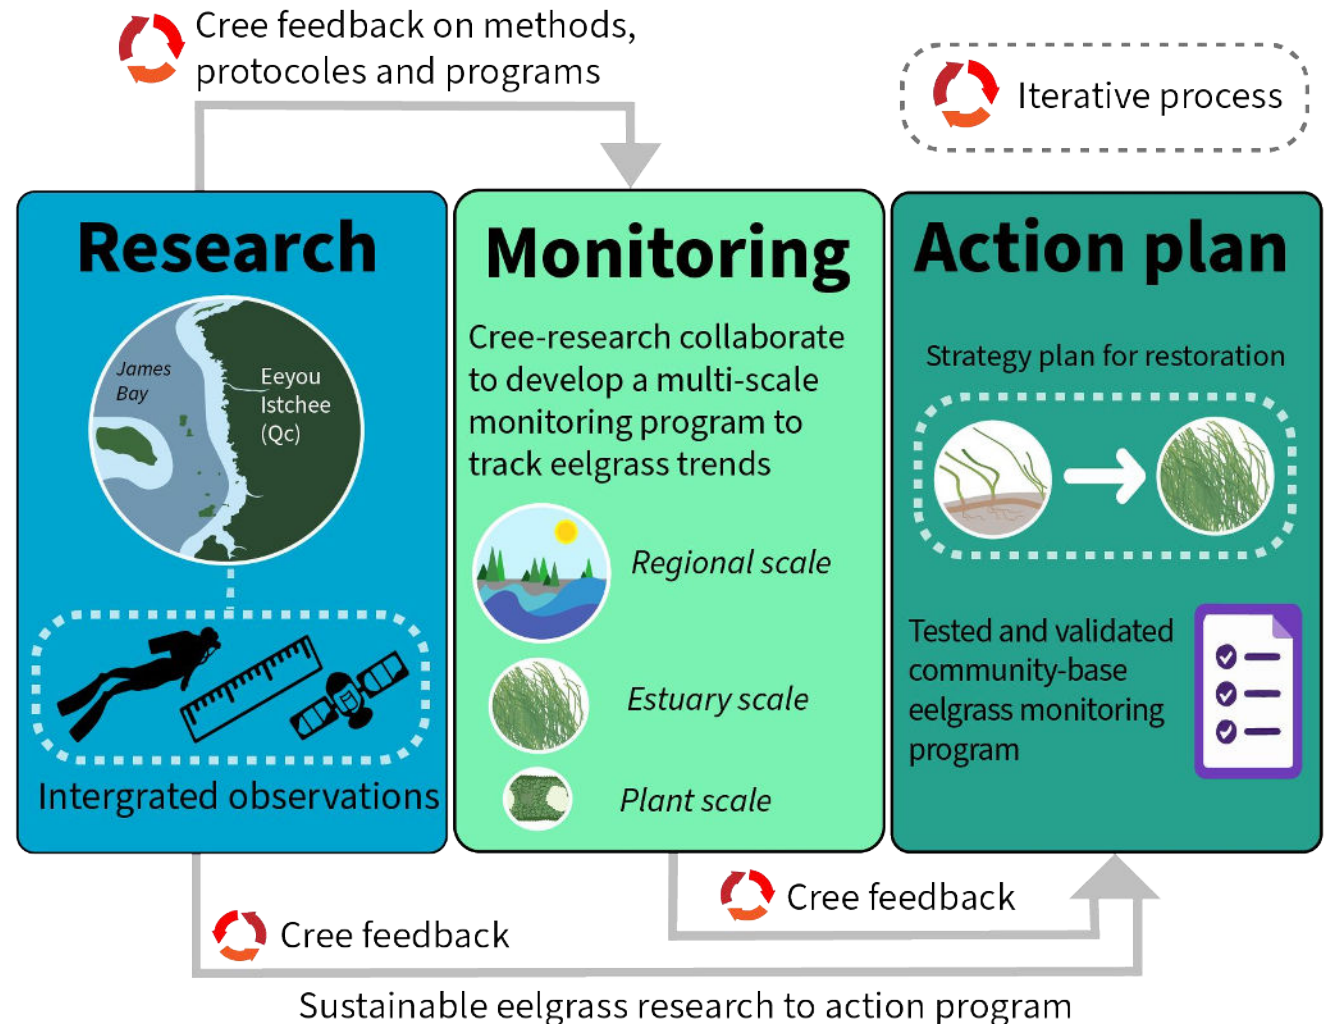 Cree feedback on methods,
protocoles and programs
Iterative process
Research
James
Bay
Eeyou
Istchee
(Qc)
Intergrated observations
Monitoring
Cree-research collaborate
to develop a multi-scale
monitoring program to
track eelgrass trends
Regional scale
Estuary scale
Plant scale
Action plan
Strategy plan for restoration
Tested and validated
community-base
eelgrass monitoring
program
Cree feedback
Cree feedback
Sustainable eelgrass research to action program